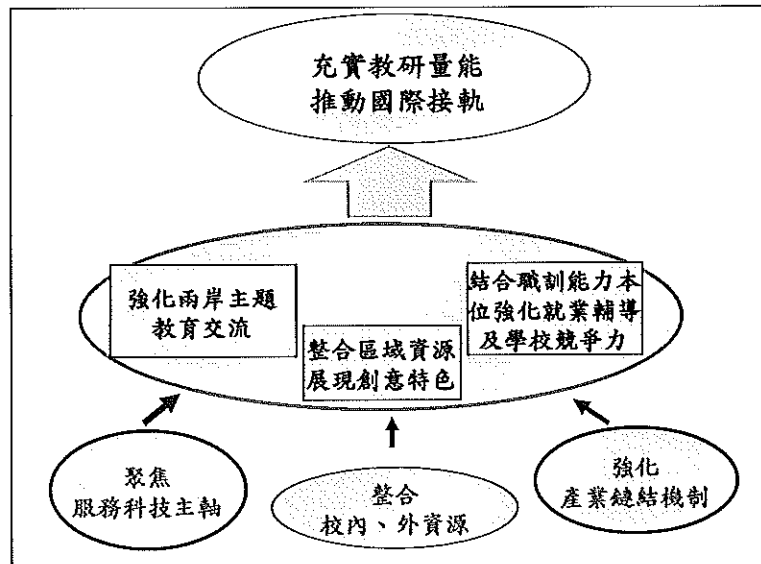 充實教研量能
推動國際接軌
強化兩岸主題
教育交流
整合區域資源
展現創意特色
結合職訓能力本
位強化就業輔導
及學校競爭力
聚焦
服務科技主軸
整合
校內、外資源
強化
產業鏈結機制